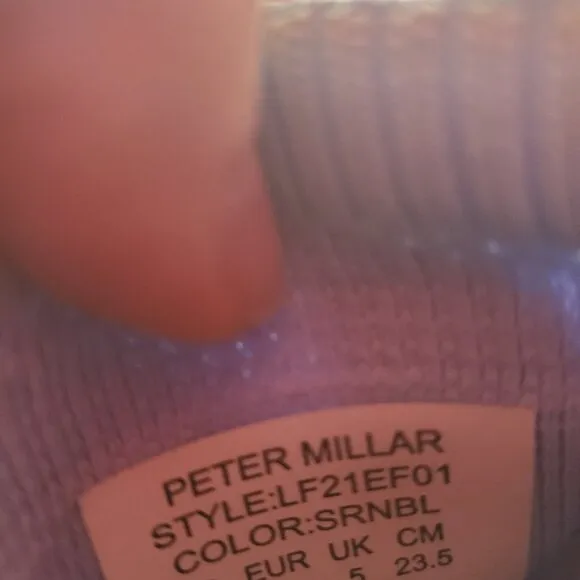 PETER MILLAR
STYLE:LF21EF01
COLOR:SRNBL
EUR UK CM
5 23.5